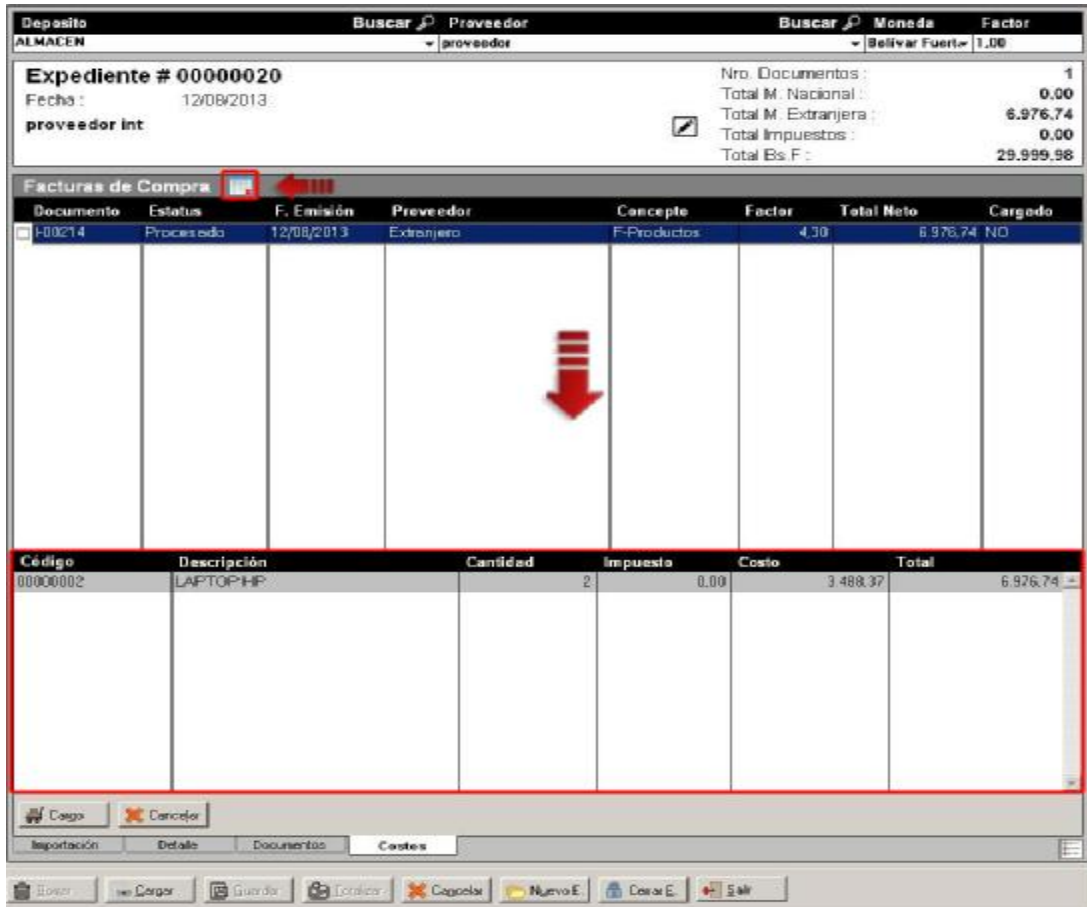 Deposito Buscar Proveedor Buscar Moneda Factor
ALMACEN proveedor Bolívar Fuerte 1,00
Expediente # 00000020
Fecha : 12/08/2013
proveedor int
Nro. Documentos : 1
Total M. Nacional : 0,00
Total M. Extranjera : 6.976,74
Total Impuestos : 0,00
Total Bs.F : 29.999,98
Facturas de Compra
Documento Estatus F. Emisión Proveedor Concepto Factor Total Neto Cargado
I-00214 Procesado 12/08/2013 Extranjero F-Productos 4,30 6.976,74 NO
Código Descripción Cantidad Impuesto Costo Total
00000002 LAPTOP HP 2 0,00 3.488,37 6.976,74
Cargo Cancelar
Importación Detalle Documentos Costos
Borrar Cargar Guardar Totalizar Cancelar Nuevo E. Cerrar E. Salir